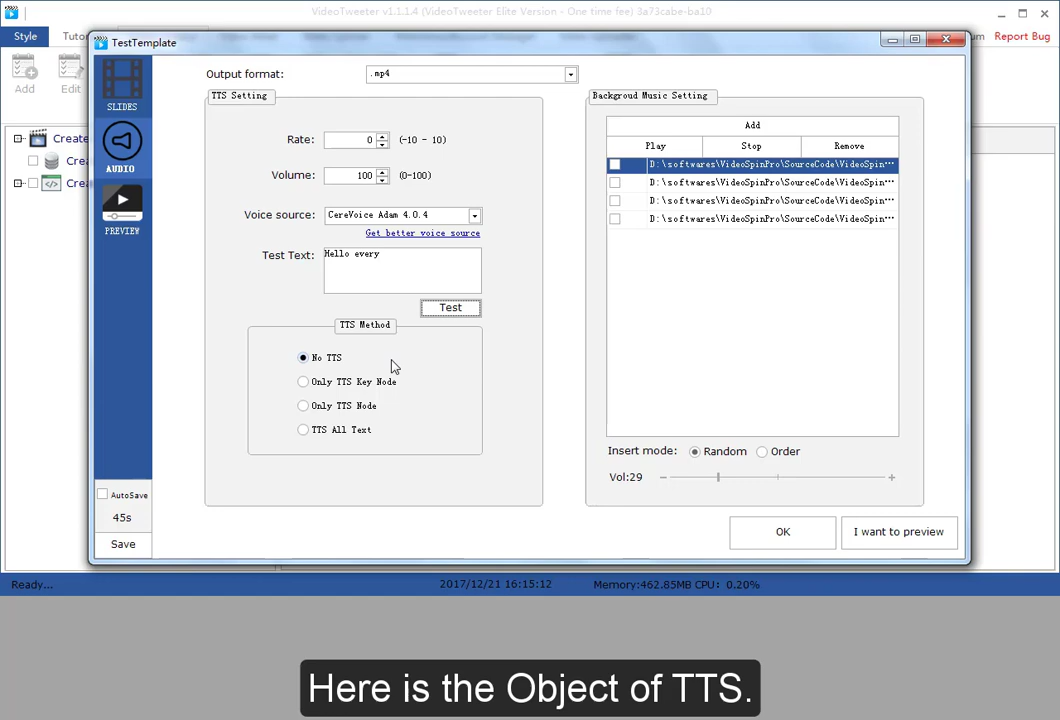 VideoTweeter v1.1.1.4 (VideoTweeter Elite Version - One time fee) 3a73cabe-ba10
Style
Tutor
Report Bug
Add
Edit
Create
Crea
Crea
TestTemplate
SLIDES
AUDIO
PREVIEW
AutoSave
45s
Save
Output format:
.mp4
TTS Setting
Rate:
0
(-10 - 10)
Volume:
100
(0-100)
Voice source:
CereVoice Adam 4.0.4
Get better voice source
Test Text:
Hello every
Test
TTS Method
No TTS
Only TTS Key Node
Only TTS Node
TTS All Text
Backgroud Music Setting
Add
Play
Stop
Remove
D:\softwares\VideoSpinPro\SourceCode\VideoSpin···
D:\softwares\VideoSpinPro\SourceCode\VideoSpin···
D:\softwares\VideoSpinPro\SourceCode\VideoSpin···
D:\softwares\VideoSpinPro\SourceCode\VideoSpin···
Insert mode:
Random
Order
Vol:29
OK
I want to preview
Ready...
2017/12/21 16:15:12
Memory:462.85MB CPU: 0.20%
Here is the Object of TTS.